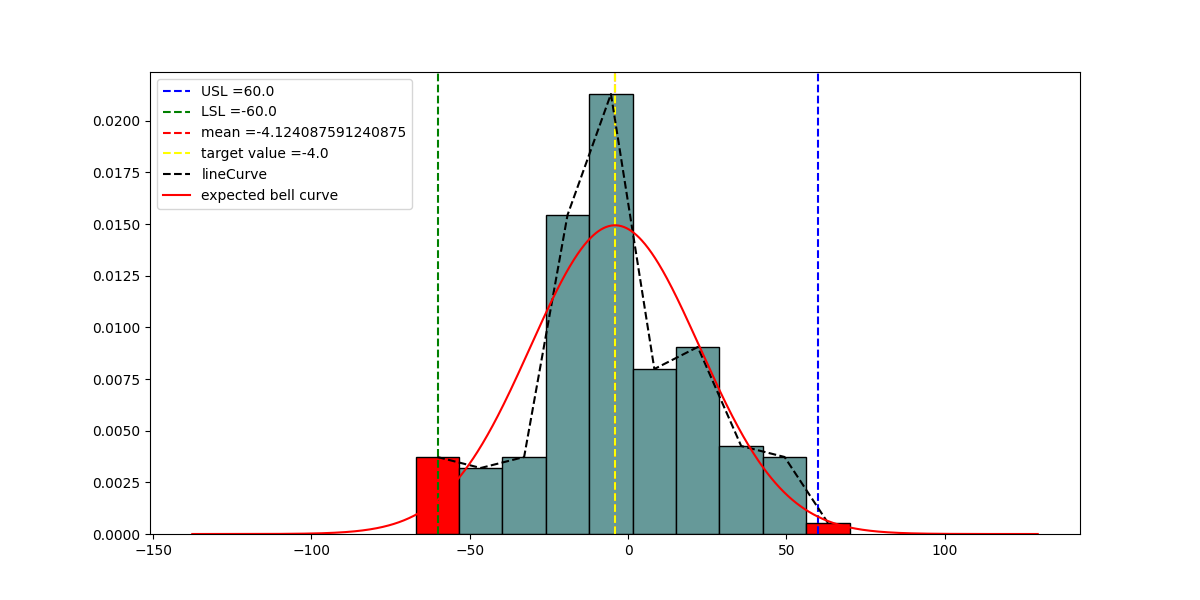 USL =60.0
LSL =-60.0
mean =-4.124087591240875
target value =-4.0
lineCurve
expected bell curve
0.0200
0.0175
0.0150
0.0125
0.0100
0.0075
0.0050
0.0025
0.0000
−150 −100 −50 0 50 100